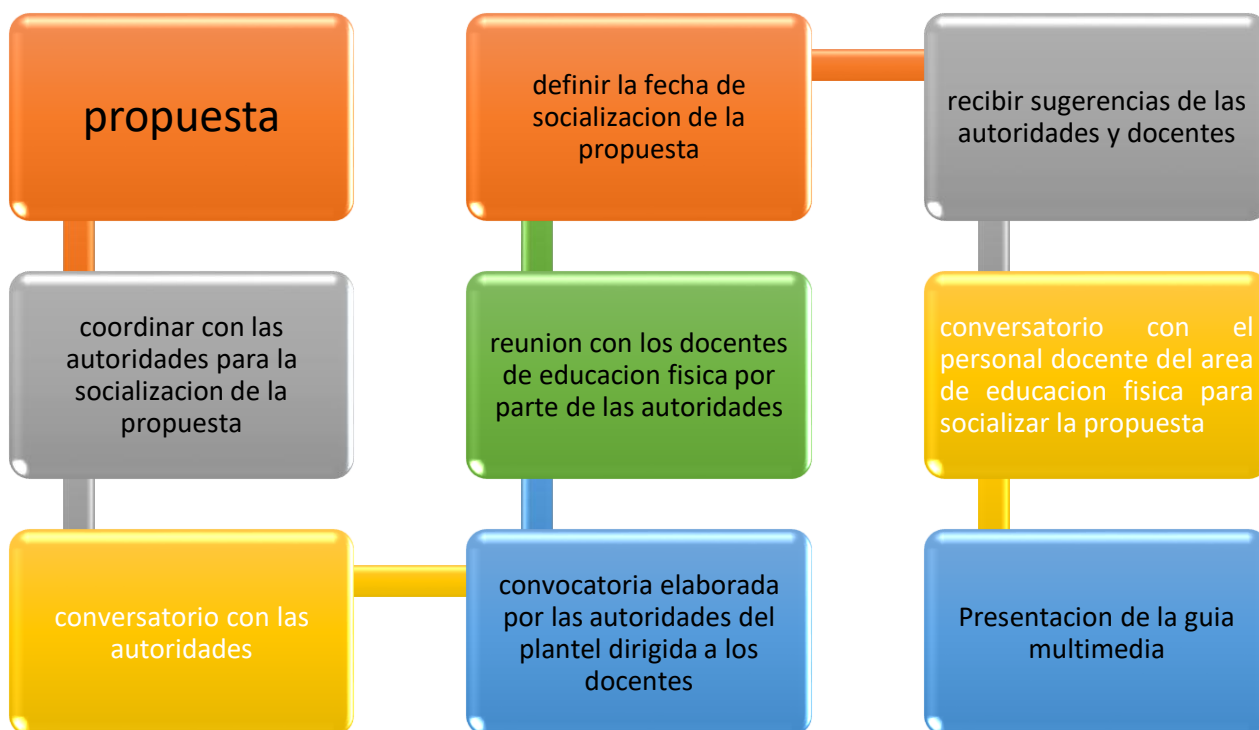 propuesta
coordinar con las
autoridades para la
socializacion de la
propuesta
conversatorio con las
autoridades
convocatoria elaborada
por las autoridades del
plantel dirigida a los
docentes
reunion con los docentes
de educacion fisica por
parte de las autoridades
definir la fecha de
socializacion de la
propuesta
recibir sugerencias de las
autoridades y docentes
conversatorio con el
personal docente del area
de educacion fisica para
socializar la propuesta
Presentacion de la guia
multimedia